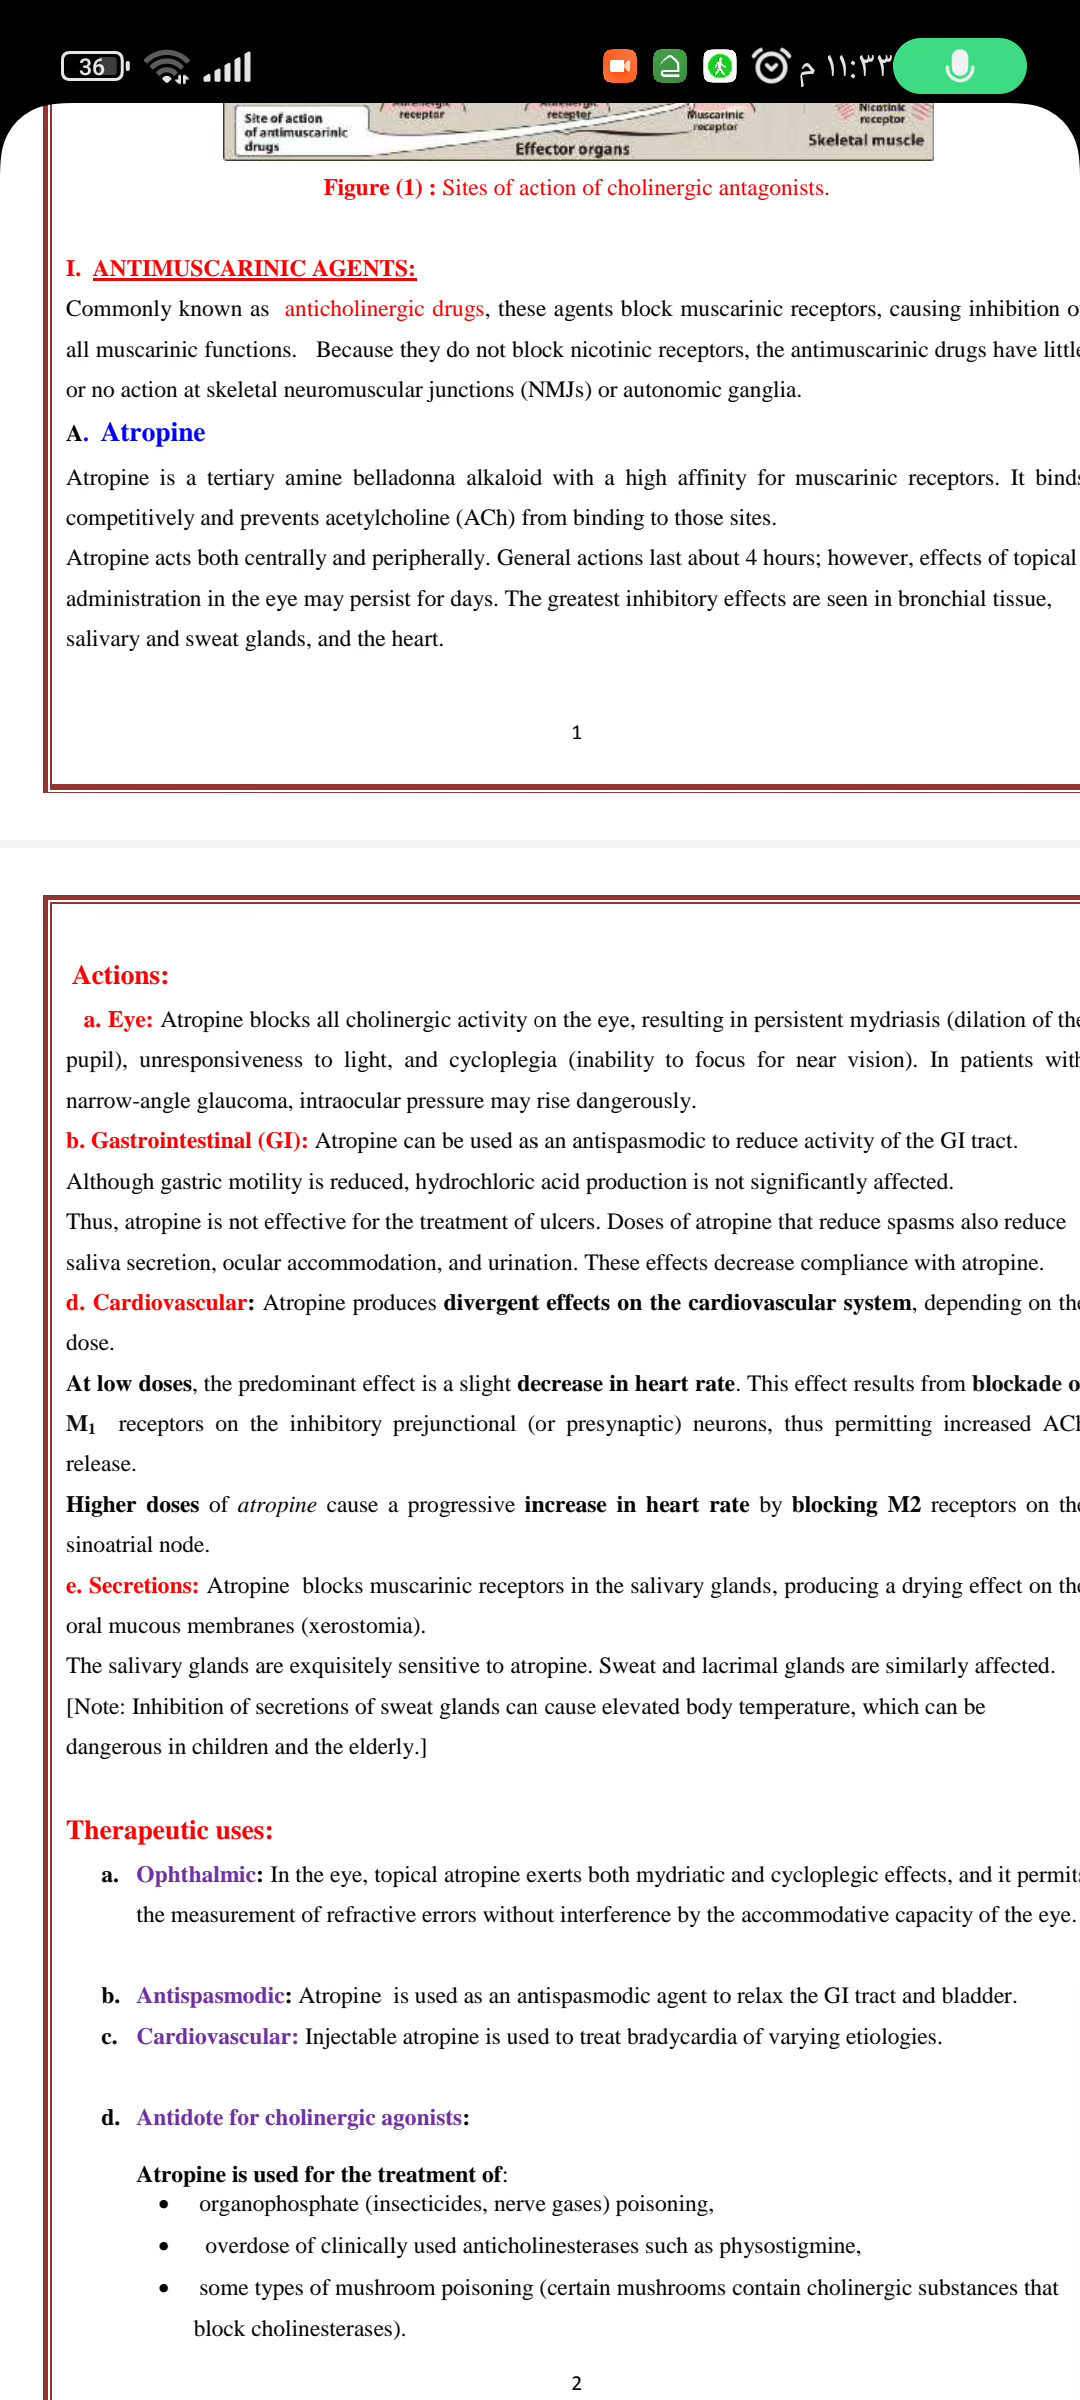 36
١١:٣٣ م
Site of action
of antimuscarinic
drugs
receptor
receptor
Muscarinic
receptor
Nicotinic
receptor
Skeletal muscle
Effector organs
Figure (1) : Sites of action of cholinergic antagonists.
I. ANTIMUSCARINIC AGENTS:
Commonly known as anticholinergic drugs, these agents block muscarinic receptors, causing inhibition o
all muscarinic functions. Because they do not block nicotinic receptors, the antimuscarinic drugs have little
or no action at skeletal neuromuscular junctions (NMJs) or autonomic ganglia.
A. Atropine
Atropine is a tertiary amine belladonna alkaloid with a high affinity for muscarinic receptors. It binds
competitively and prevents acetylcholine (ACh) from binding to those sites.
Atropine acts both centrally and peripherally. General actions last about 4 hours; however, effects of topical
administration in the eye may persist for days. The greatest inhibitory effects are seen in bronchial tissue,
salivary and sweat glands, and the heart.
1
Actions:
a. Eye: Atropine blocks all cholinergic activity on the eye, resulting in persistent mydriasis (dilation of the
pupil), unresponsiveness to light, and cycloplegia (inability to focus for near vision). In patients with
narrow-angle glaucoma, intraocular pressure may rise dangerously.
b. Gastrointestinal (GI): Atropine can be used as an antispasmodic to reduce activity of the GI tract.
Although gastric motility is reduced, hydrochloric acid production is not significantly affected.
Thus, atropine is not effective for the treatment of ulcers. Doses of atropine that reduce spasms also reduce
saliva secretion, ocular accommodation, and urination. These effects decrease compliance with atropine.
d. Cardiovascular: Atropine produces divergent effects on the cardiovascular system, depending on the
dose.
At low doses, the predominant effect is a slight decrease in heart rate. This effect results from blockade o
M1 receptors on the inhibitory prejunctional (or presynaptic) neurons, thus permitting increased ACh
release.
Higher doses of atropine cause a progressive increase in heart rate by blocking M2 receptors on the
sinoatrial node.
e. Secretions: Atropine blocks muscarinic receptors in the salivary glands, producing a drying effect on the
oral mucous membranes (xerostomia).
The salivary glands are exquisitely sensitive to atropine. Sweat and lacrimal glands are similarly affected.
[Note: Inhibition of secretions of sweat glands can cause elevated body temperature, which can be
dangerous in children and the elderly.]
Therapeutic uses:
a. Ophthalmic: In the eye, topical atropine exerts both mydriatic and cycloplegic effects, and it permits
the measurement of refractive errors without interference by the accommodative capacity of the eye.
b. Antispasmodic: Atropine is used as an antispasmodic agent to relax the GI tract and bladder.
c. Cardiovascular: Injectable atropine is used to treat bradycardia of varying etiologies.
d. Antidote for cholinergic agonists:
Atropine is used for the treatment of:
• organophosphate (insecticides, nerve gases) poisoning,
• overdose of clinically used anticholinesterases such as physostigmine,
• some types of mushroom poisoning (certain mushrooms contain cholinergic substances that
block cholinesterases).
2